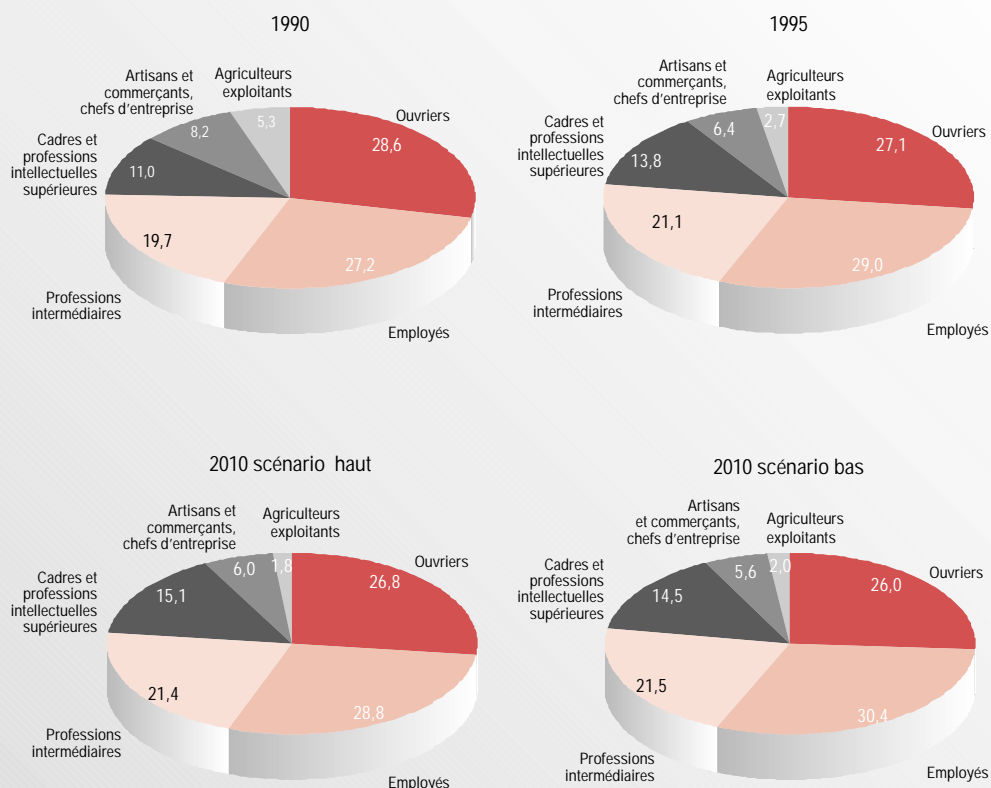 1990
Artisans et
commerçants,
chefs d'entreprise
Agriculteurs
exploitants
Ouvriers
Cadres et
professions
intellectuelles
supérieures
5,3
8,2
28,6
11,0
19,7
27,2
Professions
intermédiaires
Employés
1995
Artisans et
commerçants,
chefs d'entreprise
Agriculteurs
exploitants
Ouvriers
Cadres et
professions
intellectuelles
supérieures
2,7
6,4
27,1
13,8
21,1
29,0
Professions
intermédiaires
Employés
2010 scénario haut
Artisans et
commerçants,
chefs d'entreprise
Agriculteurs
exploitants
Ouvriers
Cadres et
professions
intellectuelles
supérieures
1,8
6,0
26,8
15,1
21,4
28,8
Professions
intermédiaires
Employés
2010 scénario bas
Artisans
et commerçants,
chefs d'entreprise
Agriculteurs
exploitants
Ouvriers
Cadres et
professions
intellectuelles
supérieures
2,0
5,6
26,0
14,5
21,5
30,4
Professions
intermédiaires
Employés